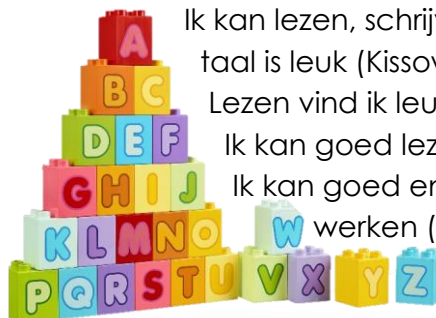 Ik kan lezen, schrijv
taal is leuk (Kissov
Lezen vind ik leu
Ik kan goed lez
Ik kan goed en
werken (
A
B C
D E F
G H I J
K L M N O W
P Q R S T U V X Y Z